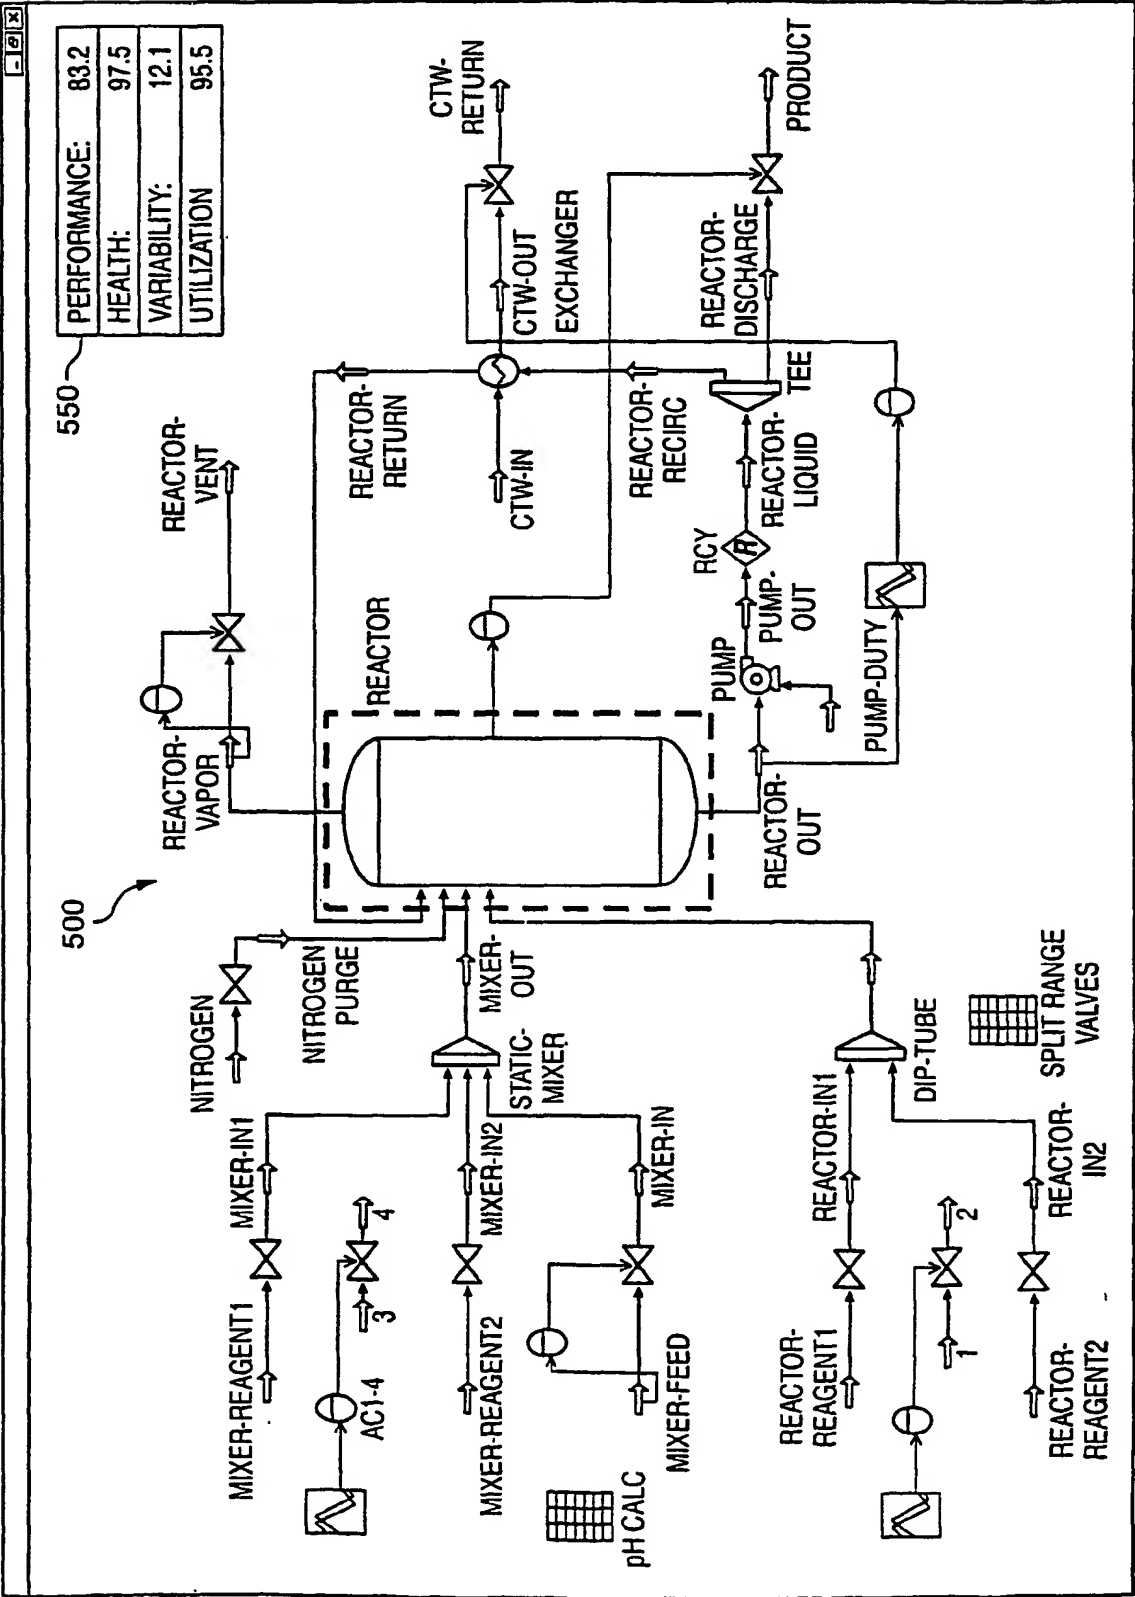 550
PERFORMANCE: 83.2
HEALTH: 97.5
VARIABILITY: 12.1
UTILIZATION 95.5
500
NITROGEN
NITROGEN
PURGE
REACTOR-
VAPOR
REACTOR-
VENT
REACTOR
REACTOR-
RETURN
CTW-IN
CTW-OUT
EXCHANGER
CTW-
RETURN
MIXER-REAGENT1
MIXER-IN1
3
4
AC1-4
MIXER-REAGENT2
MIXER-IN2
STATIC-
MIXER
MIXER-
OUT
pH CALC
MIXER-FEED
MIXER-IN
REACTOR-
RECIRC
REACTOR-
DISCHARGE
PRODUCT
PUMP
PUMP-
OUT
RCY
R
REACTOR-
LIQUID
TEE
REACTOR-
OUT
PUMP-DUTY
REACTOR-
REAGENT1
REACTOR-IN1
DIP-TUBE
1
2
REACTOR-
REAGENT2
REACTOR-
IN2
SPLIT RANGE
VALVES